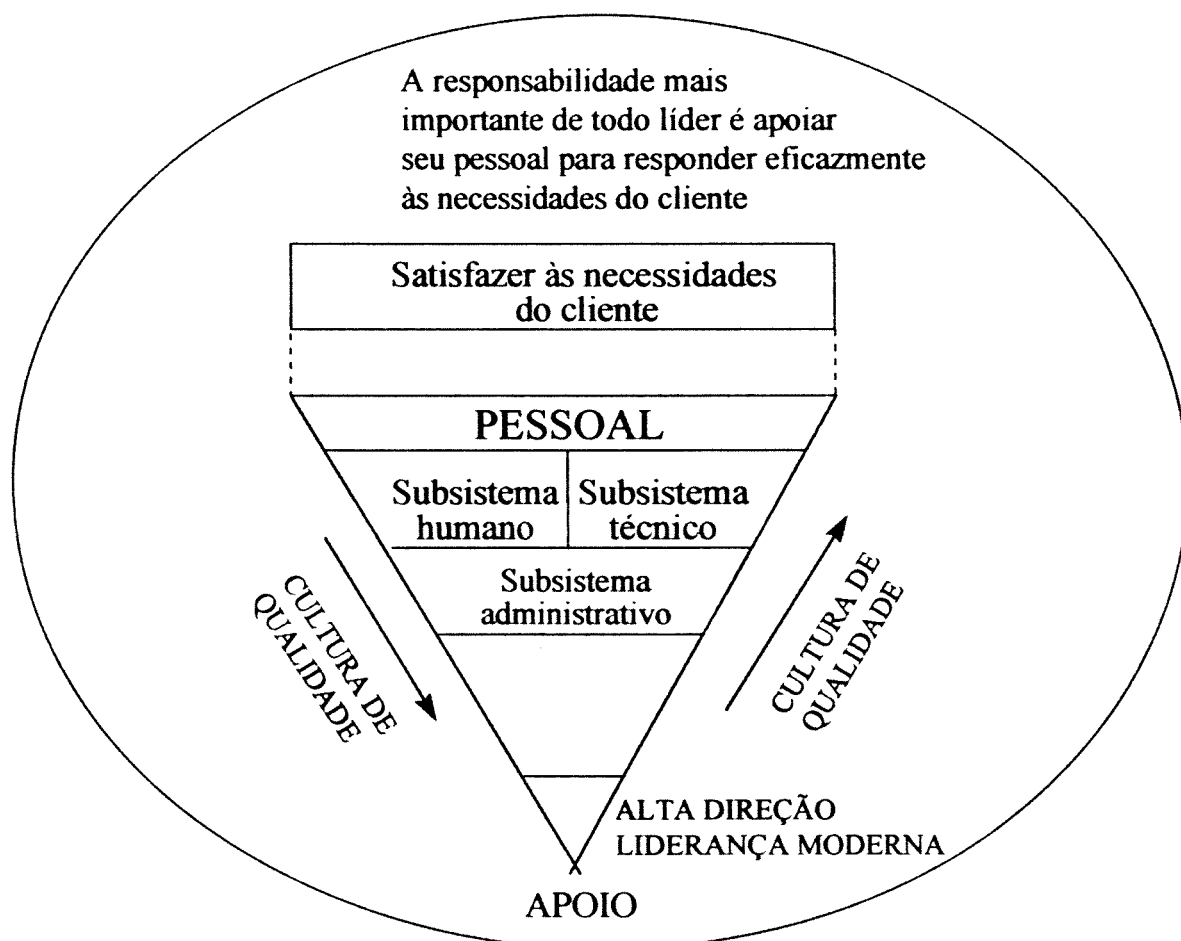 A responsabilidade mais
importante de todo líder é apoiar
seu pessoal para responder eficazmente
às necessidades do cliente
Satisfazer às necessidades
do cliente
PESSOAL
Subsistema
humano
Subsistema
técnico
Subsistema
administrativo
CULTURA DE
QUALIDADE
CULTURA DE
QUALIDADE
ALTA DIREÇÃO
LIDERANÇA MODERNA
APOIO